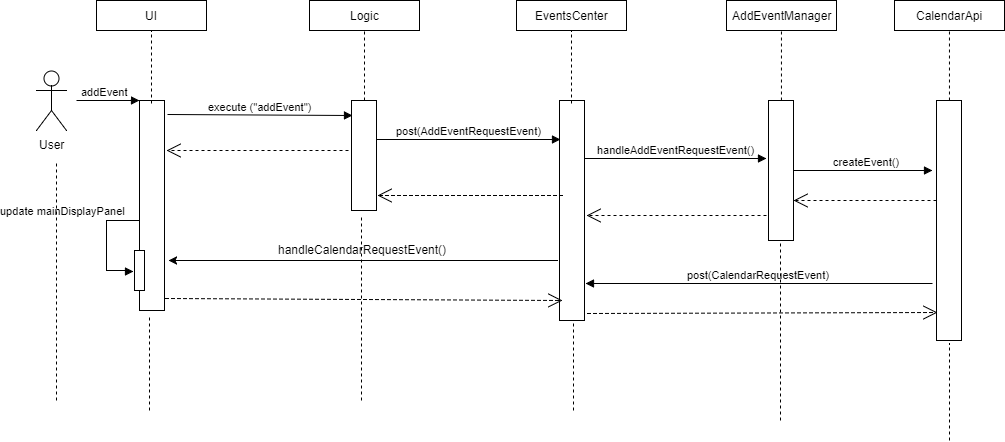 UI
Logic
EventsCenter
AddEventManager
CalendarApi
addEvent
execute ("addEvent")
post(AddEventRequestEvent)
User
handleAddEventRequestEvent()
createEvent()
update mainDisplayPanel
handleCalendarRequestEvent()
post(CalendarRequestEvent)